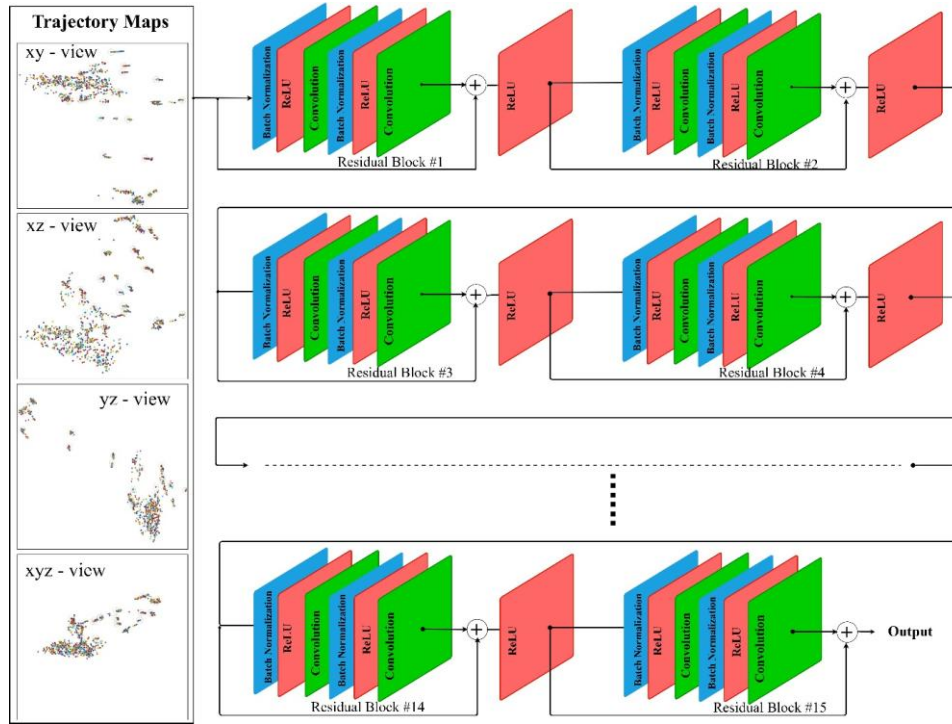 Trajectory Maps
xy - view
xz - view
yz - view
xyz - view
Batch Normalization
ReLU
Convolution
Batch Normalization
ReLU
Convolution
Residual Block #1
ReLU
Batch Normalization
ReLU
Convolution
Batch Normalization
ReLU
Convolution
Residual Block #2
ReLU
Batch Normalization
ReLU
Convolution
Batch Normalization
ReLU
Convolution
Residual Block #3
ReLU
Batch Normalization
ReLU
Convolution
Batch Normalization
ReLU
Convolution
Residual Block #4
ReLU
Batch Normalization
ReLU
Convolution
Batch Normalization
ReLU
Convolution
Residual Block #14
ReLU
Batch Normalization
ReLU
Convolution
Batch Normalization
ReLU
Convolution
Residual Block #15
Output